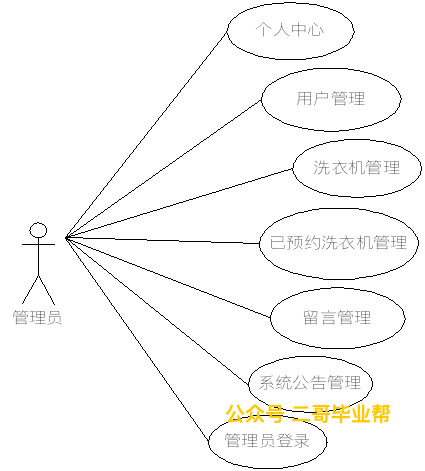 个人中心
用户管理
洗衣机管理
已预约洗衣机管理
管理员
留言管理
系统公告管理
公众号 二哥毕业帮
管理员登录